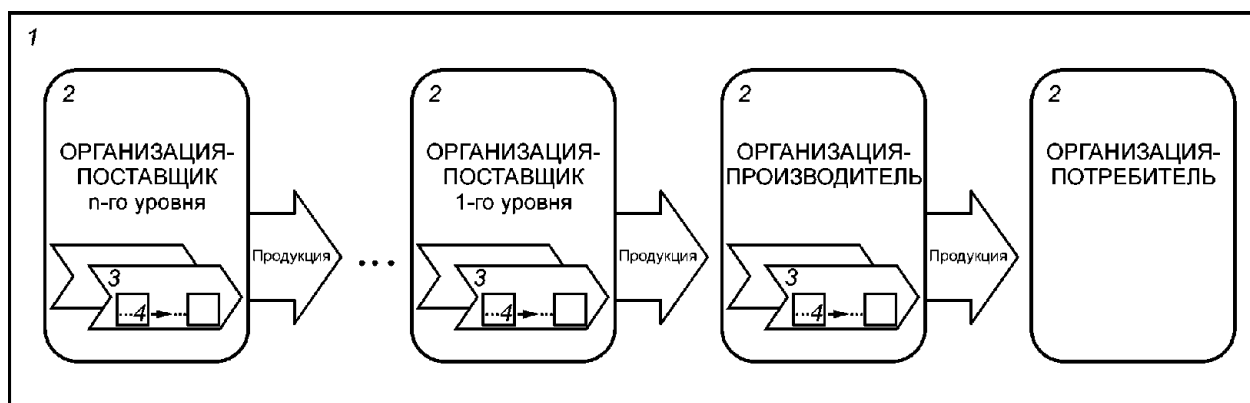 1
2
ОРГАНИЗАЦИЯ-
ПОСТАВЩИК
n-го уровня
3
...4 ...
Продукция
...
2
ОРГАНИЗАЦИЯ-
ПОСТАВЩИК
1-го уровня
3
...4 ...
Продукция
2
ОРГАНИЗАЦИЯ-
ПРОИЗВОДИТЕЛЬ
3
...4 ...
Продукция
2
ОРГАНИЗАЦИЯ-
ПОТРЕБИТЕЛЬ